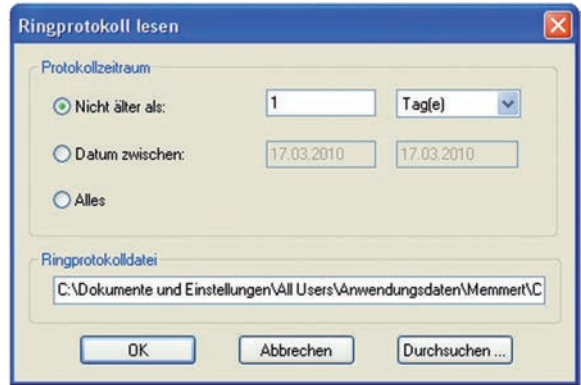 Ringprotokoll lesen
Protokollzeitraum
Nicht älter als: 1 Tag(e)
Datum zwischen: 17.03.2010 17.03.2010
Alles
Ringprotokolldatei
C:\Dokumente und Einstellungen\All Users\Anwendungsdaten\Memmert\C
OK Abbrechen Durchsuchen ...